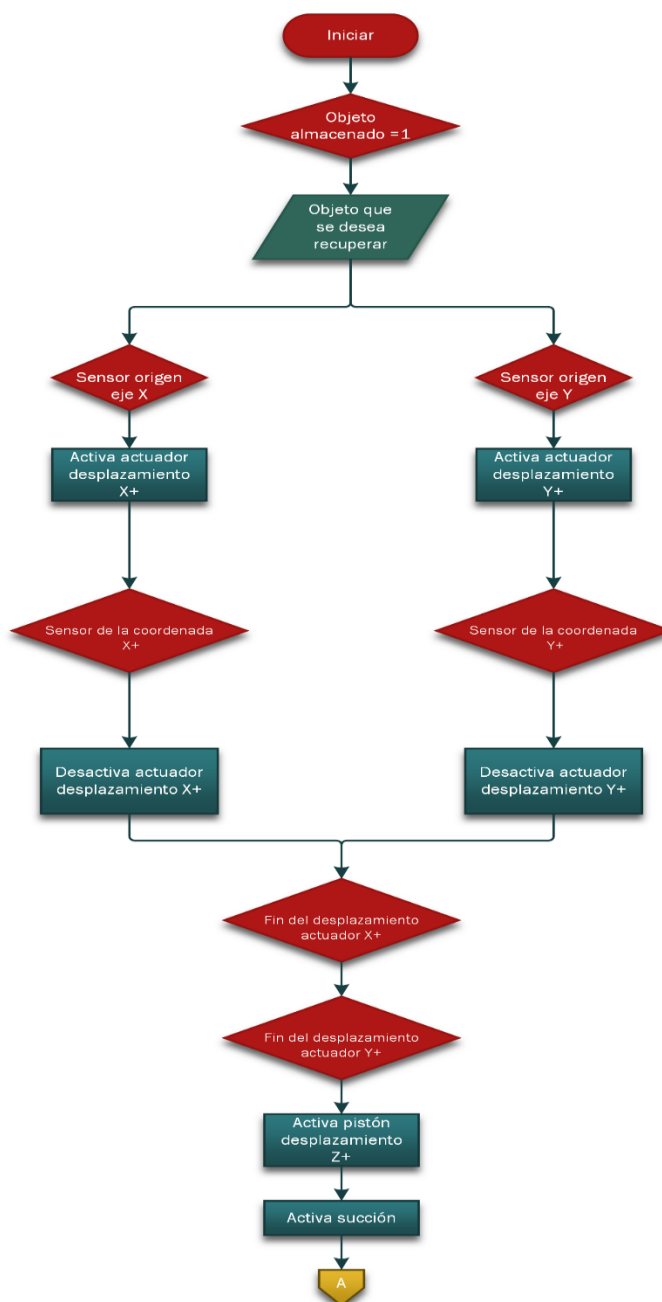 Iniciar
Objeto
almacenado =1
Objeto que
se desea
recuperar
Sensor origen
eje X
Sensor origen
eje Y
Activa actuador
desplazamiento
X+
Activa actuador
desplazamiento
Y+
Sensor de la coordenada
X+
Sensor de la coordenada
Y+
Desactiva actuador
desplazamiento X+
Desactiva actuador
desplazamiento Y+
Fin del desplazamiento
actuador X+
Fin del desplazamiento
actuador Y+
Activa pistón
desplazamiento
Z+
Activa succión
A